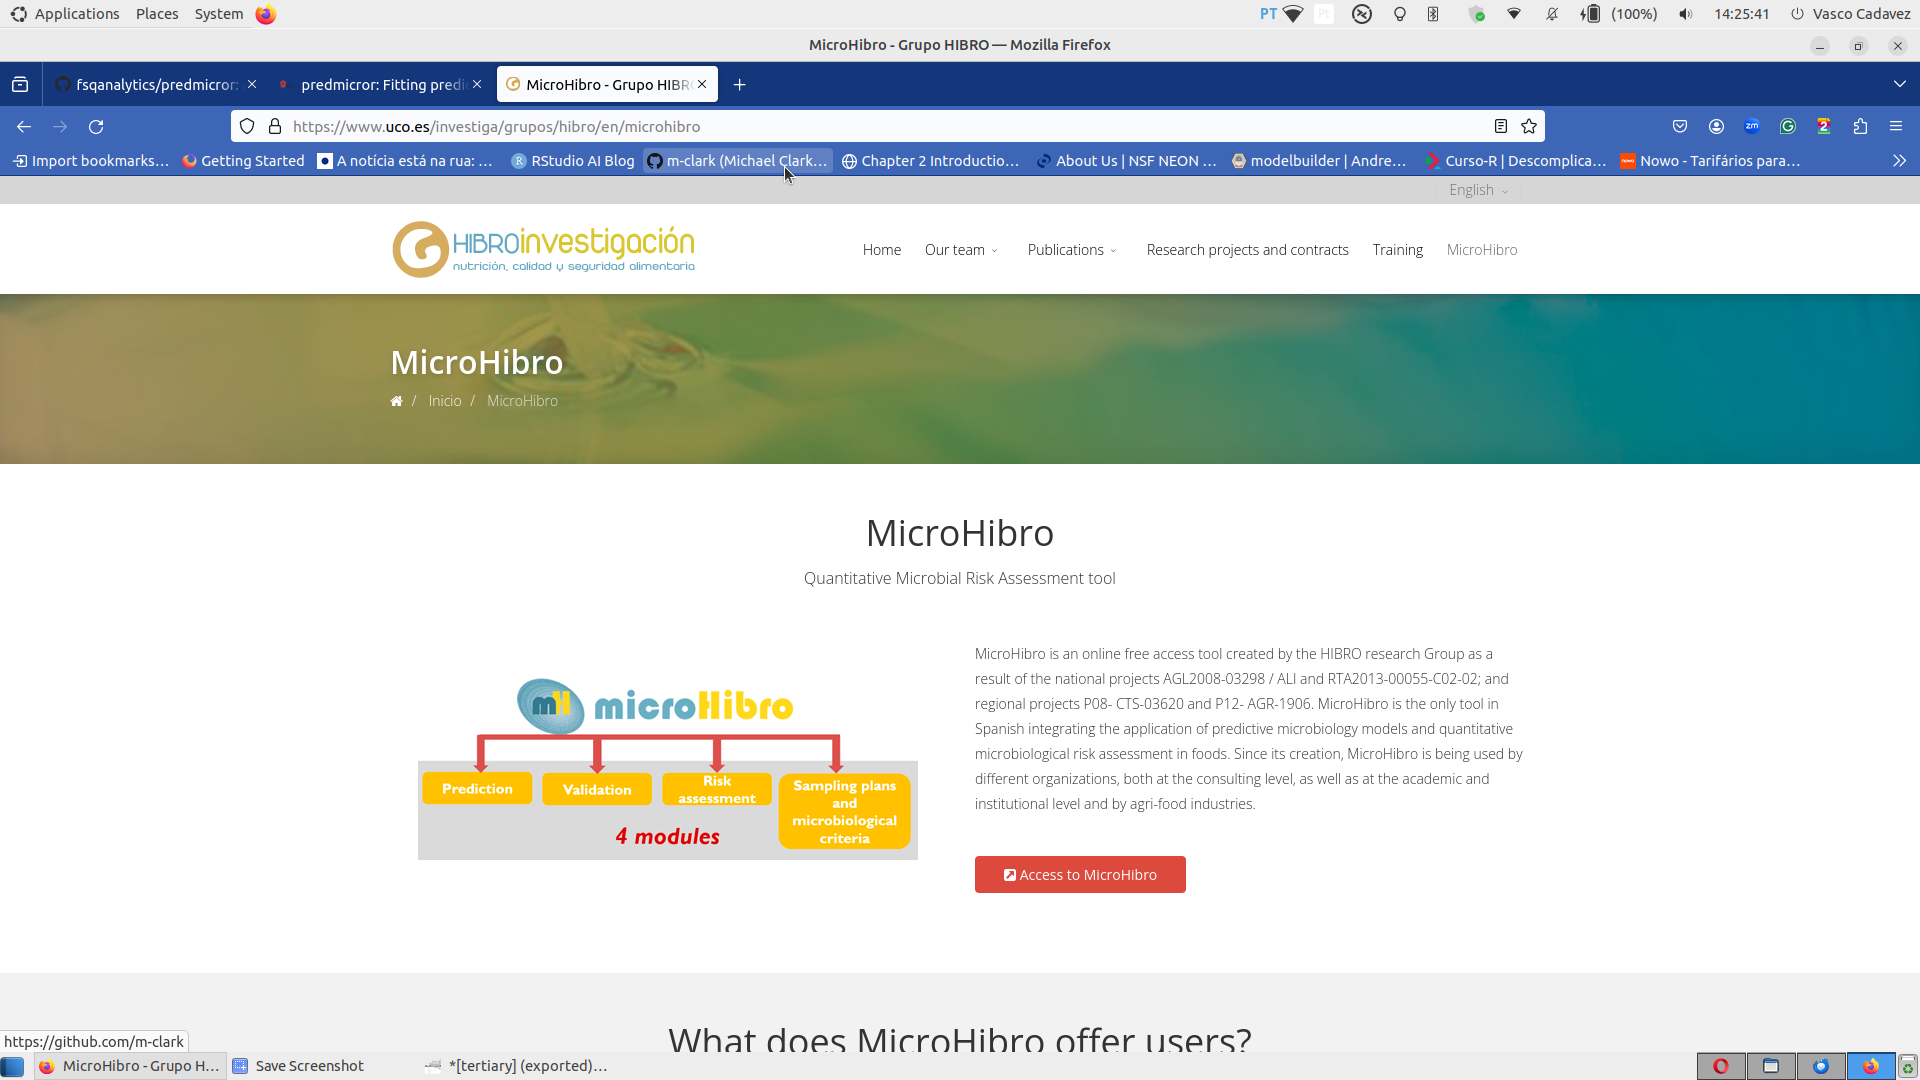 Applications Places System PT Pt (100%) 14:25:41 Vasco Cadavez
MicroHibro - Grupo HIBRO — Mozilla Firefox
fsqanalytics/predmicror: predmicror: Fitting predi MicroHibro - Grupo HIBR
https://www.uco.es/investiga/grupos/hibro/en/microhibro zm
Import bookmarks… Getting Started A notícia está na rua: … RStudio AI Blog m-clark (Michael Clark… Chapter 2 Introductio… About Us | NSF NEON … modelbuilder | Andre… Curso-R | Descomplica… Nowo - Tarifários para…
English
HIBROinvestigación
nutrición, calidad y seguridad alimentaria
Home Our team Publications Research projects and contracts Training MicroHibro
MicroHibro
/ Inicio / MicroHibro
MicroHibro
Quantitative Microbial Risk Assessment tool
mH microHibro
Prediction
Validation
Risk
assessment
Sampling plans
and
microbiological
criteria
4 modules
MicroHibro is an online free access tool created by the HIBRO research Group as a
result of the national projects AGL2008-03298 / ALI and RTA2013-00055-C02-02; and
regional projects P08- CTS-03620 and P12- AGR-1906. MicroHibro is the only tool in
Spanish integrating the application of predictive microbiology models and quantitative
microbiological risk assessment in foods. Since its creation, MicroHibro is being used by
different organizations, both at the consulting level, as well as at the academic and
institutional level and by agri-food industries.
Access to MicroHibro
What does MicroHibro offer users?
https://github.com/m-clark
MicroHibro - Grupo H… Save Screenshot *[tertiary] (exported)…